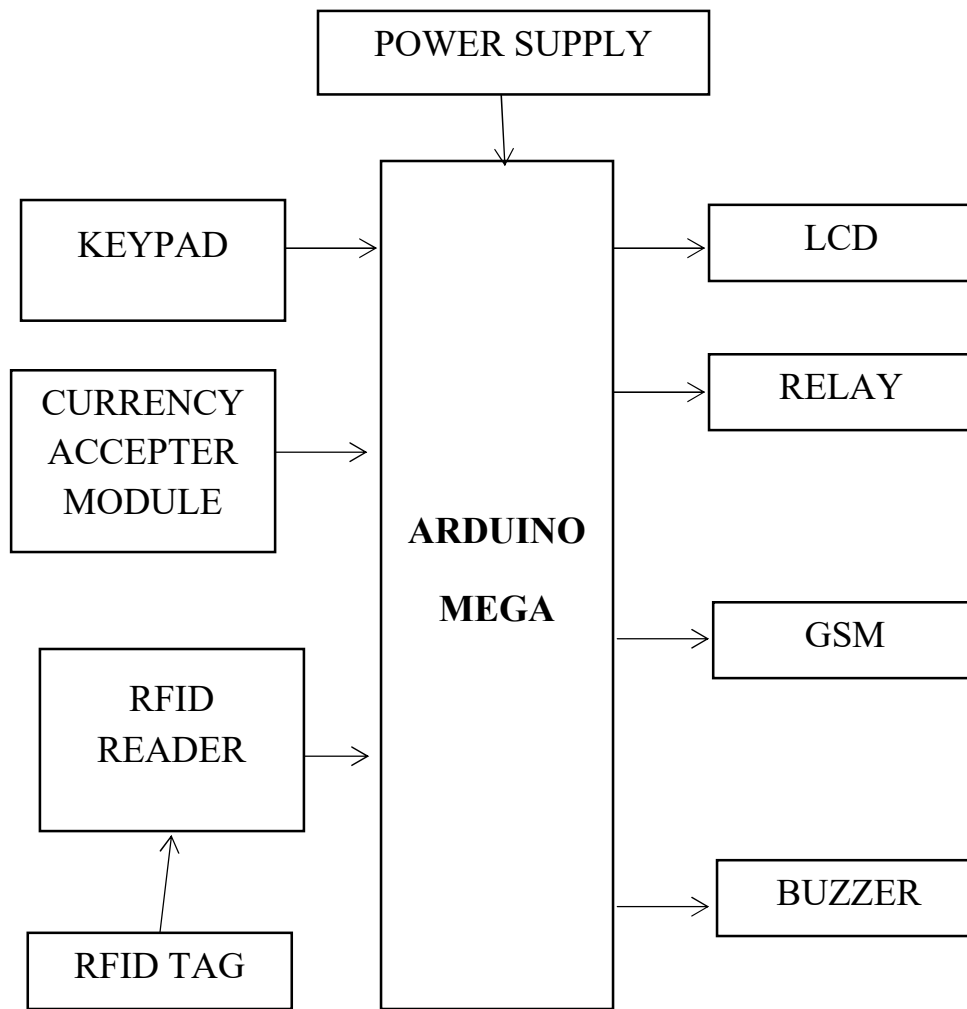 POWER SUPPLY
KEYPAD
CURRENCY
ACCEPTER
MODULE
RFID
READER
RFID TAG
ARDUINO
MEGA
LCD
RELAY
GSM
BUZZER